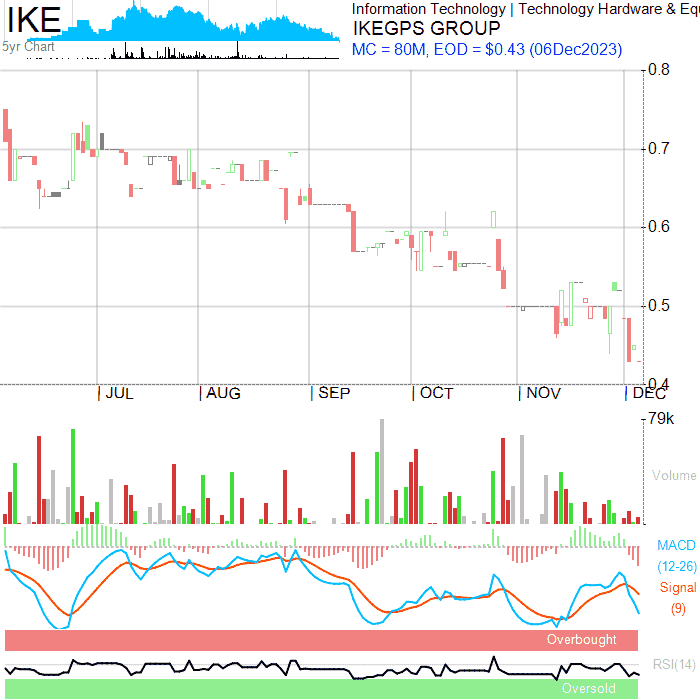 IKE
5yr Chart
Information Technology | Technology Hardware & Equ
IKEGPS GROUP
MC = 80M, EOD = $0.43 (06Dec2023)
0.8
0.7
0.6
0.5
0.4
| JUL | AUG | SEP | OCT | NOV | DEC
79k
Volume
MACD
(12-26)
Signal
(9)
Overbought
RSI(14)
Oversold